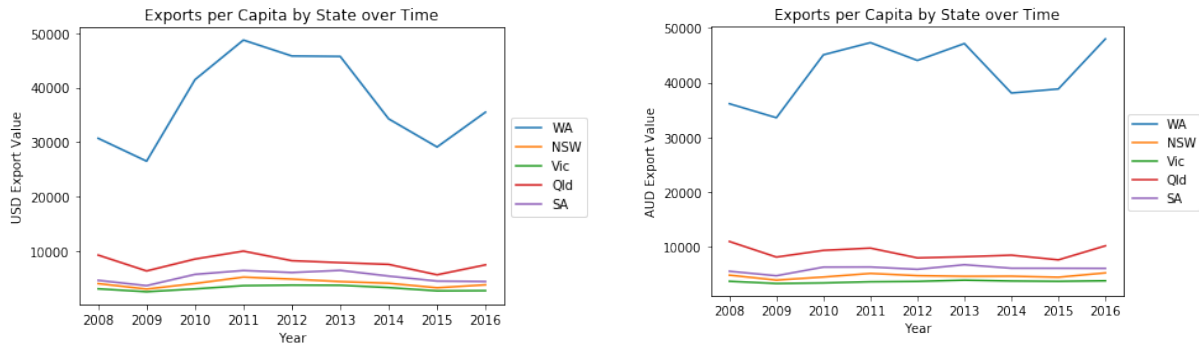 Exports per Capita by State over Time
USD Export Value
50000
40000
30000
20000
10000
2008 2009 2010 2011 2012 2013 2014 2015 2016
Year
WA
NSW
Vic
Qld
SA
Exports per Capita by State over Time
AUD Export Value
50000
40000
30000
20000
10000
2008 2009 2010 2011 2012 2013 2014 2015 2016
Year
WA
NSW
Vic
Qld
SA